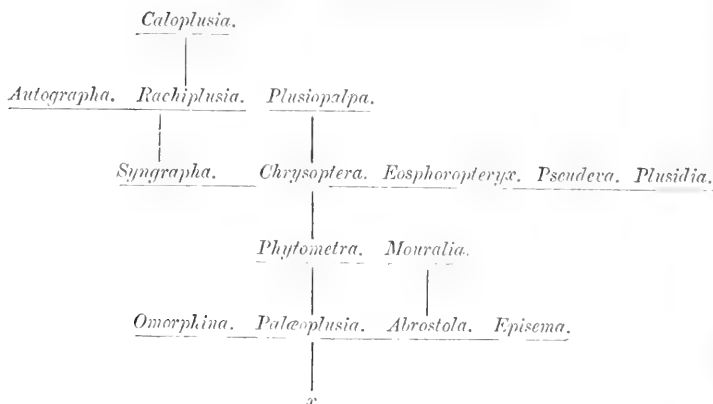 Caloplusia.
Autographa. Rachiplusia. Plusiopalpa.
Syngrapha. Chrysoptera. Eosphoropteryx. Pseudeva. Plusidia.
Phytometra. Mouralia.
Omorphina. Palæoplusia. Abrostola. Episema.
x